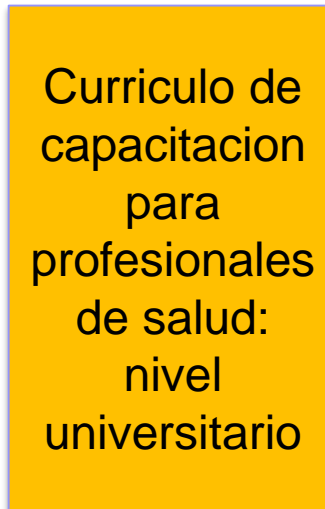 Curriculo de
capacitacion
para
profesionales
de salud:
nivel
universitario